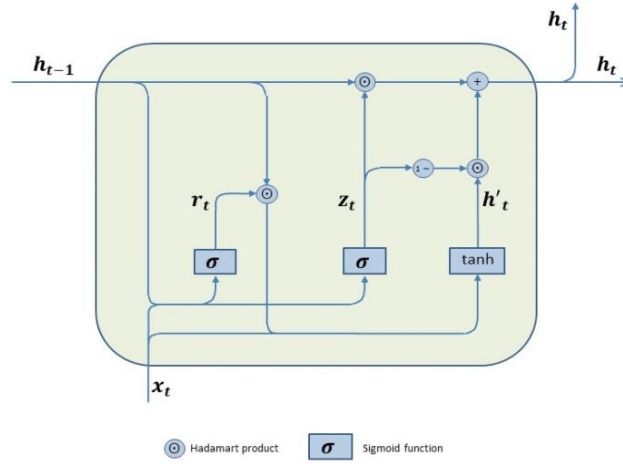 h_t
h_{t-1}
h_t
⊙
+
1 −
⊙
r_t
⊙
z_t
h'_t
σ
σ
tanh
x_t
⊙ Hadamart product
σ Sigmoid function